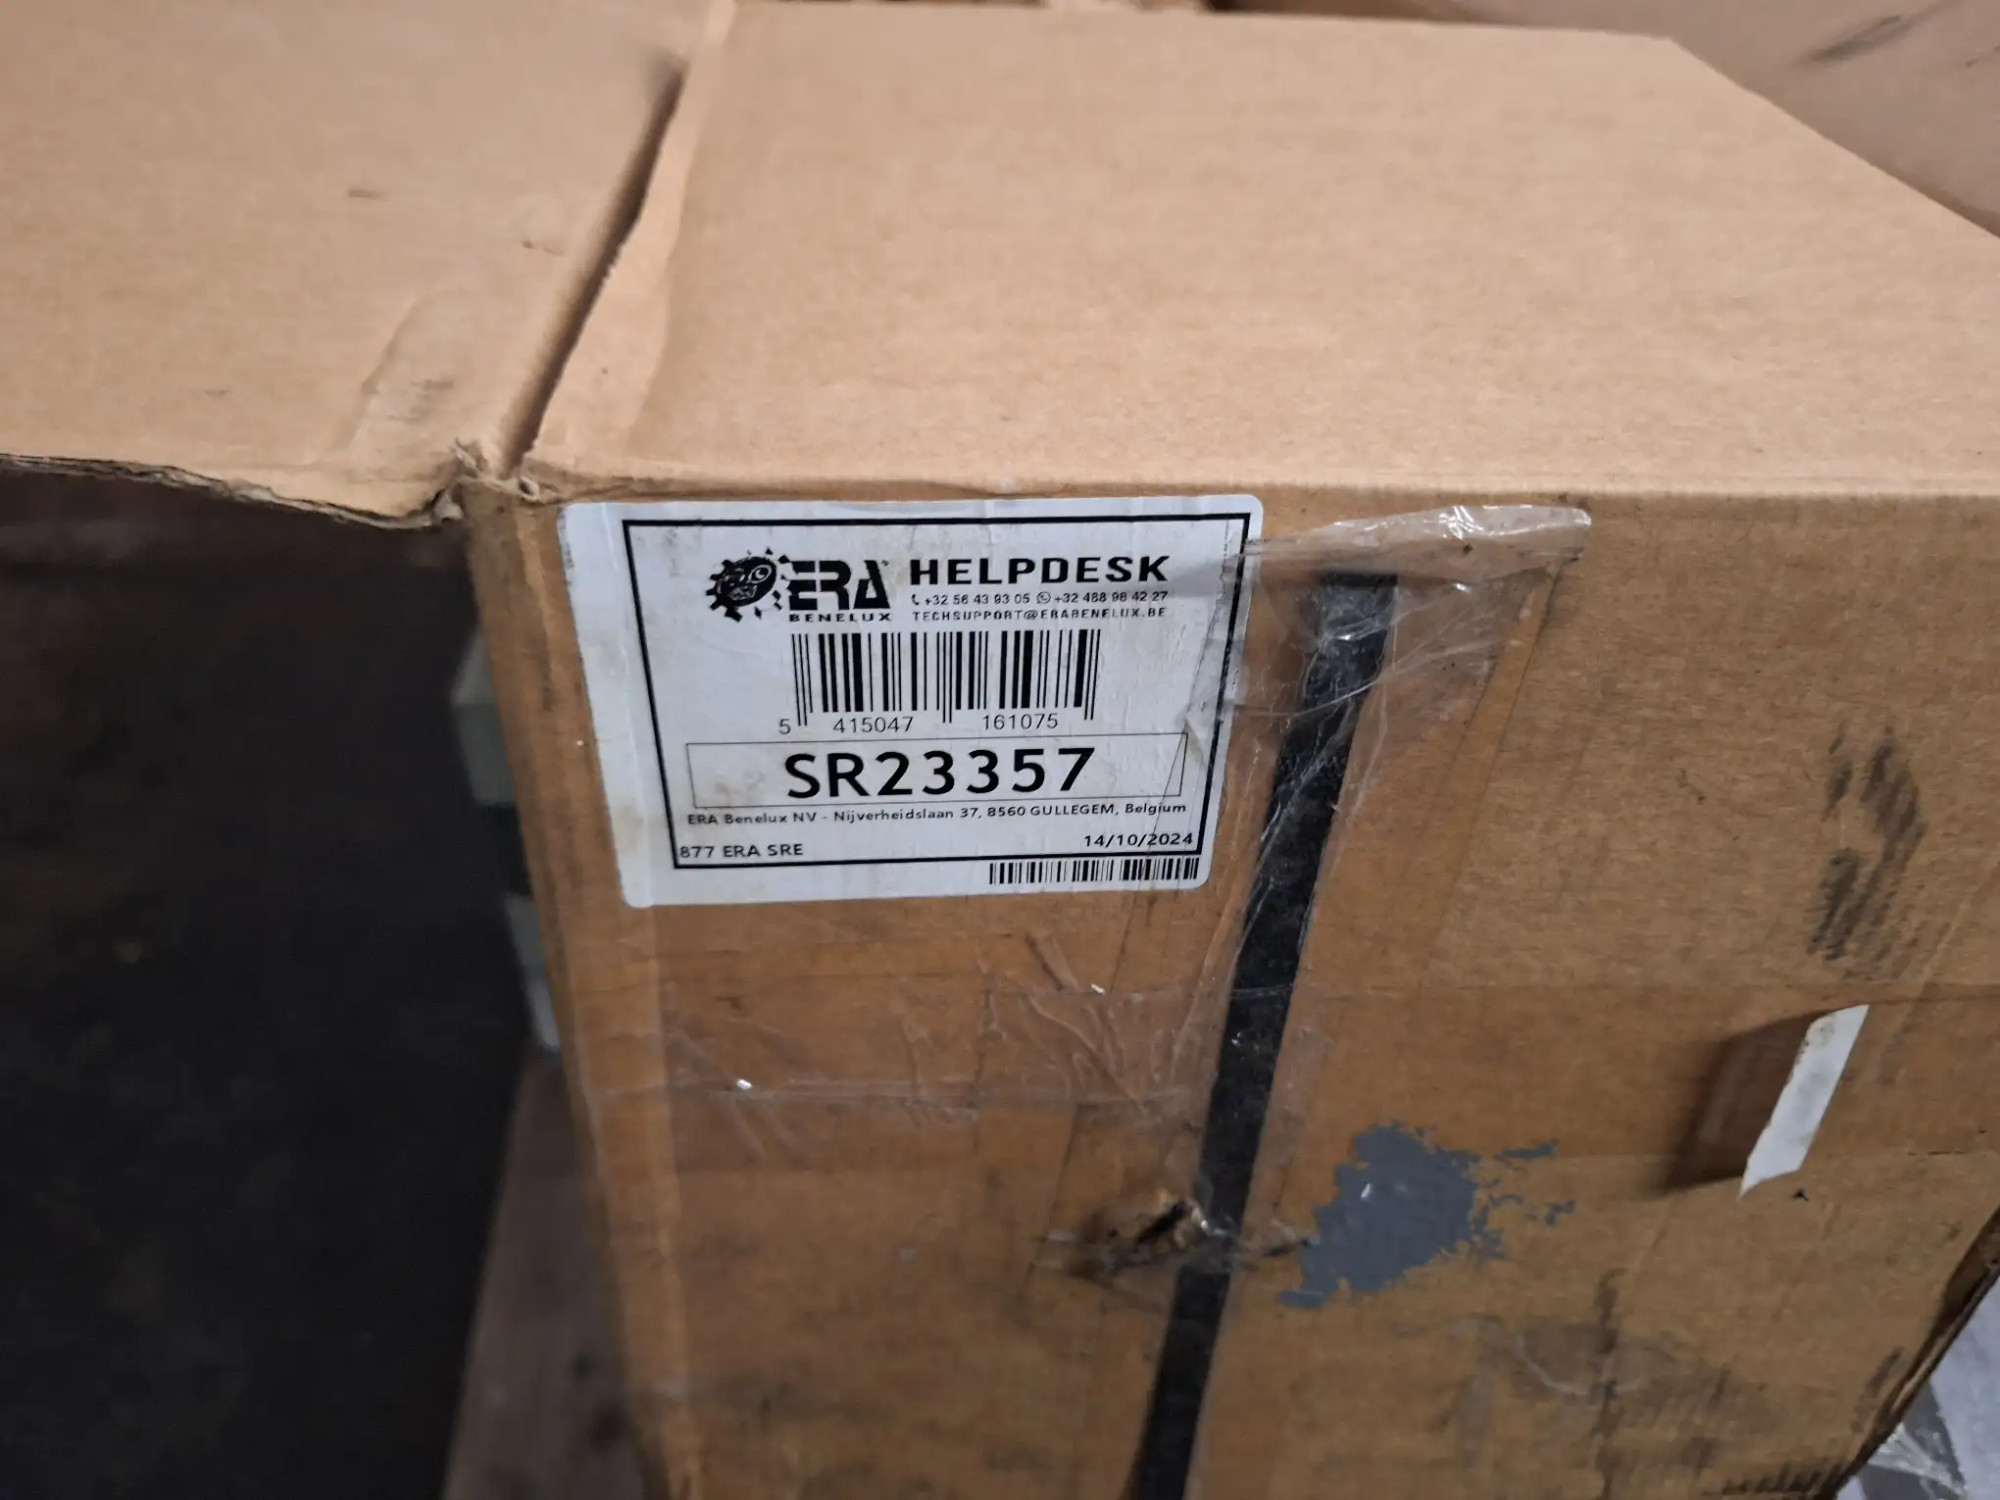 ERA HELPDESK
BENELUX
+32 56 43 93 05 +32 488 98 42 27
TECHSUPPORT@ERABENELUX.BE
5 415047 161075
SR23357
ERA Benelux NV - Nijverheidslaan 37, 8560 GULLEGEM, Belgium
877 ERA SRE 14/10/2024